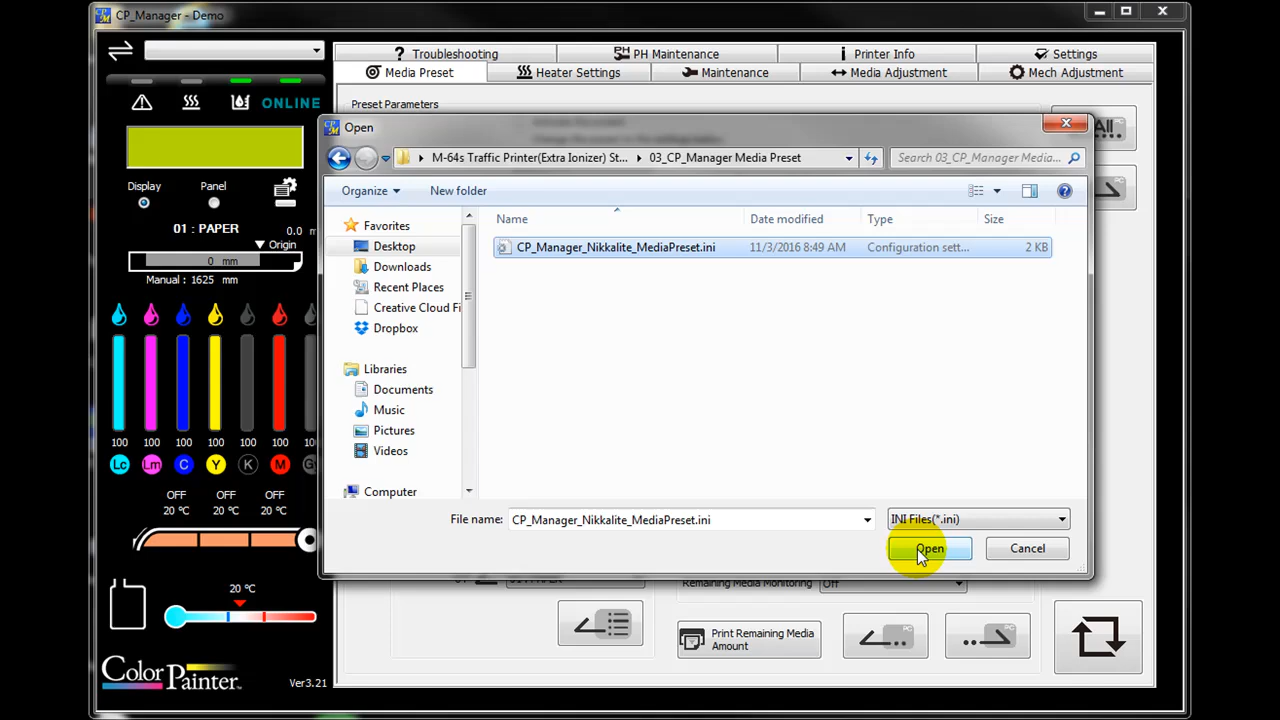 CP_Manager - Demo
? Troubleshooting
PH Maintenance
Printer Info
Settings
Media Preset
Heater Settings
Maintenance
Media Adjustment
Mech Adjustment
ONLINE
Preset Parameters
All
Open
M-64s Traffic Printer(Extra Ionizer) St...
03_CP_Manager Media Preset
Search 03_CP_Manager Media...
Organize
New folder
Display
Panel
01 : PAPER
0.0 m
Origin
0 mm
Manual : 1625 mm
Favorites
Desktop
Downloads
Recent Places
Creative Cloud Fi
Dropbox
Libraries
Documents
Music
Pictures
Videos
Computer
Name
Date modified
Type
Size
CP_Manager_Nikkalite_MediaPreset.ini
11/3/2016 8:49 AM
Configuration sett...
2 KB
100 100 100 100 100 100
Lc Lm C Y K M
OFF OFF OFF
20 ℃ 20 ℃ 20 ℃
File name:
CP_Manager_Nikkalite_MediaPreset.ini
INI Files(*.ini)
Open
Cancel
20 ℃
Remaining Media Monitoring
Off
Print Remaining Media
Amount
ColorPainter
Ver3.21